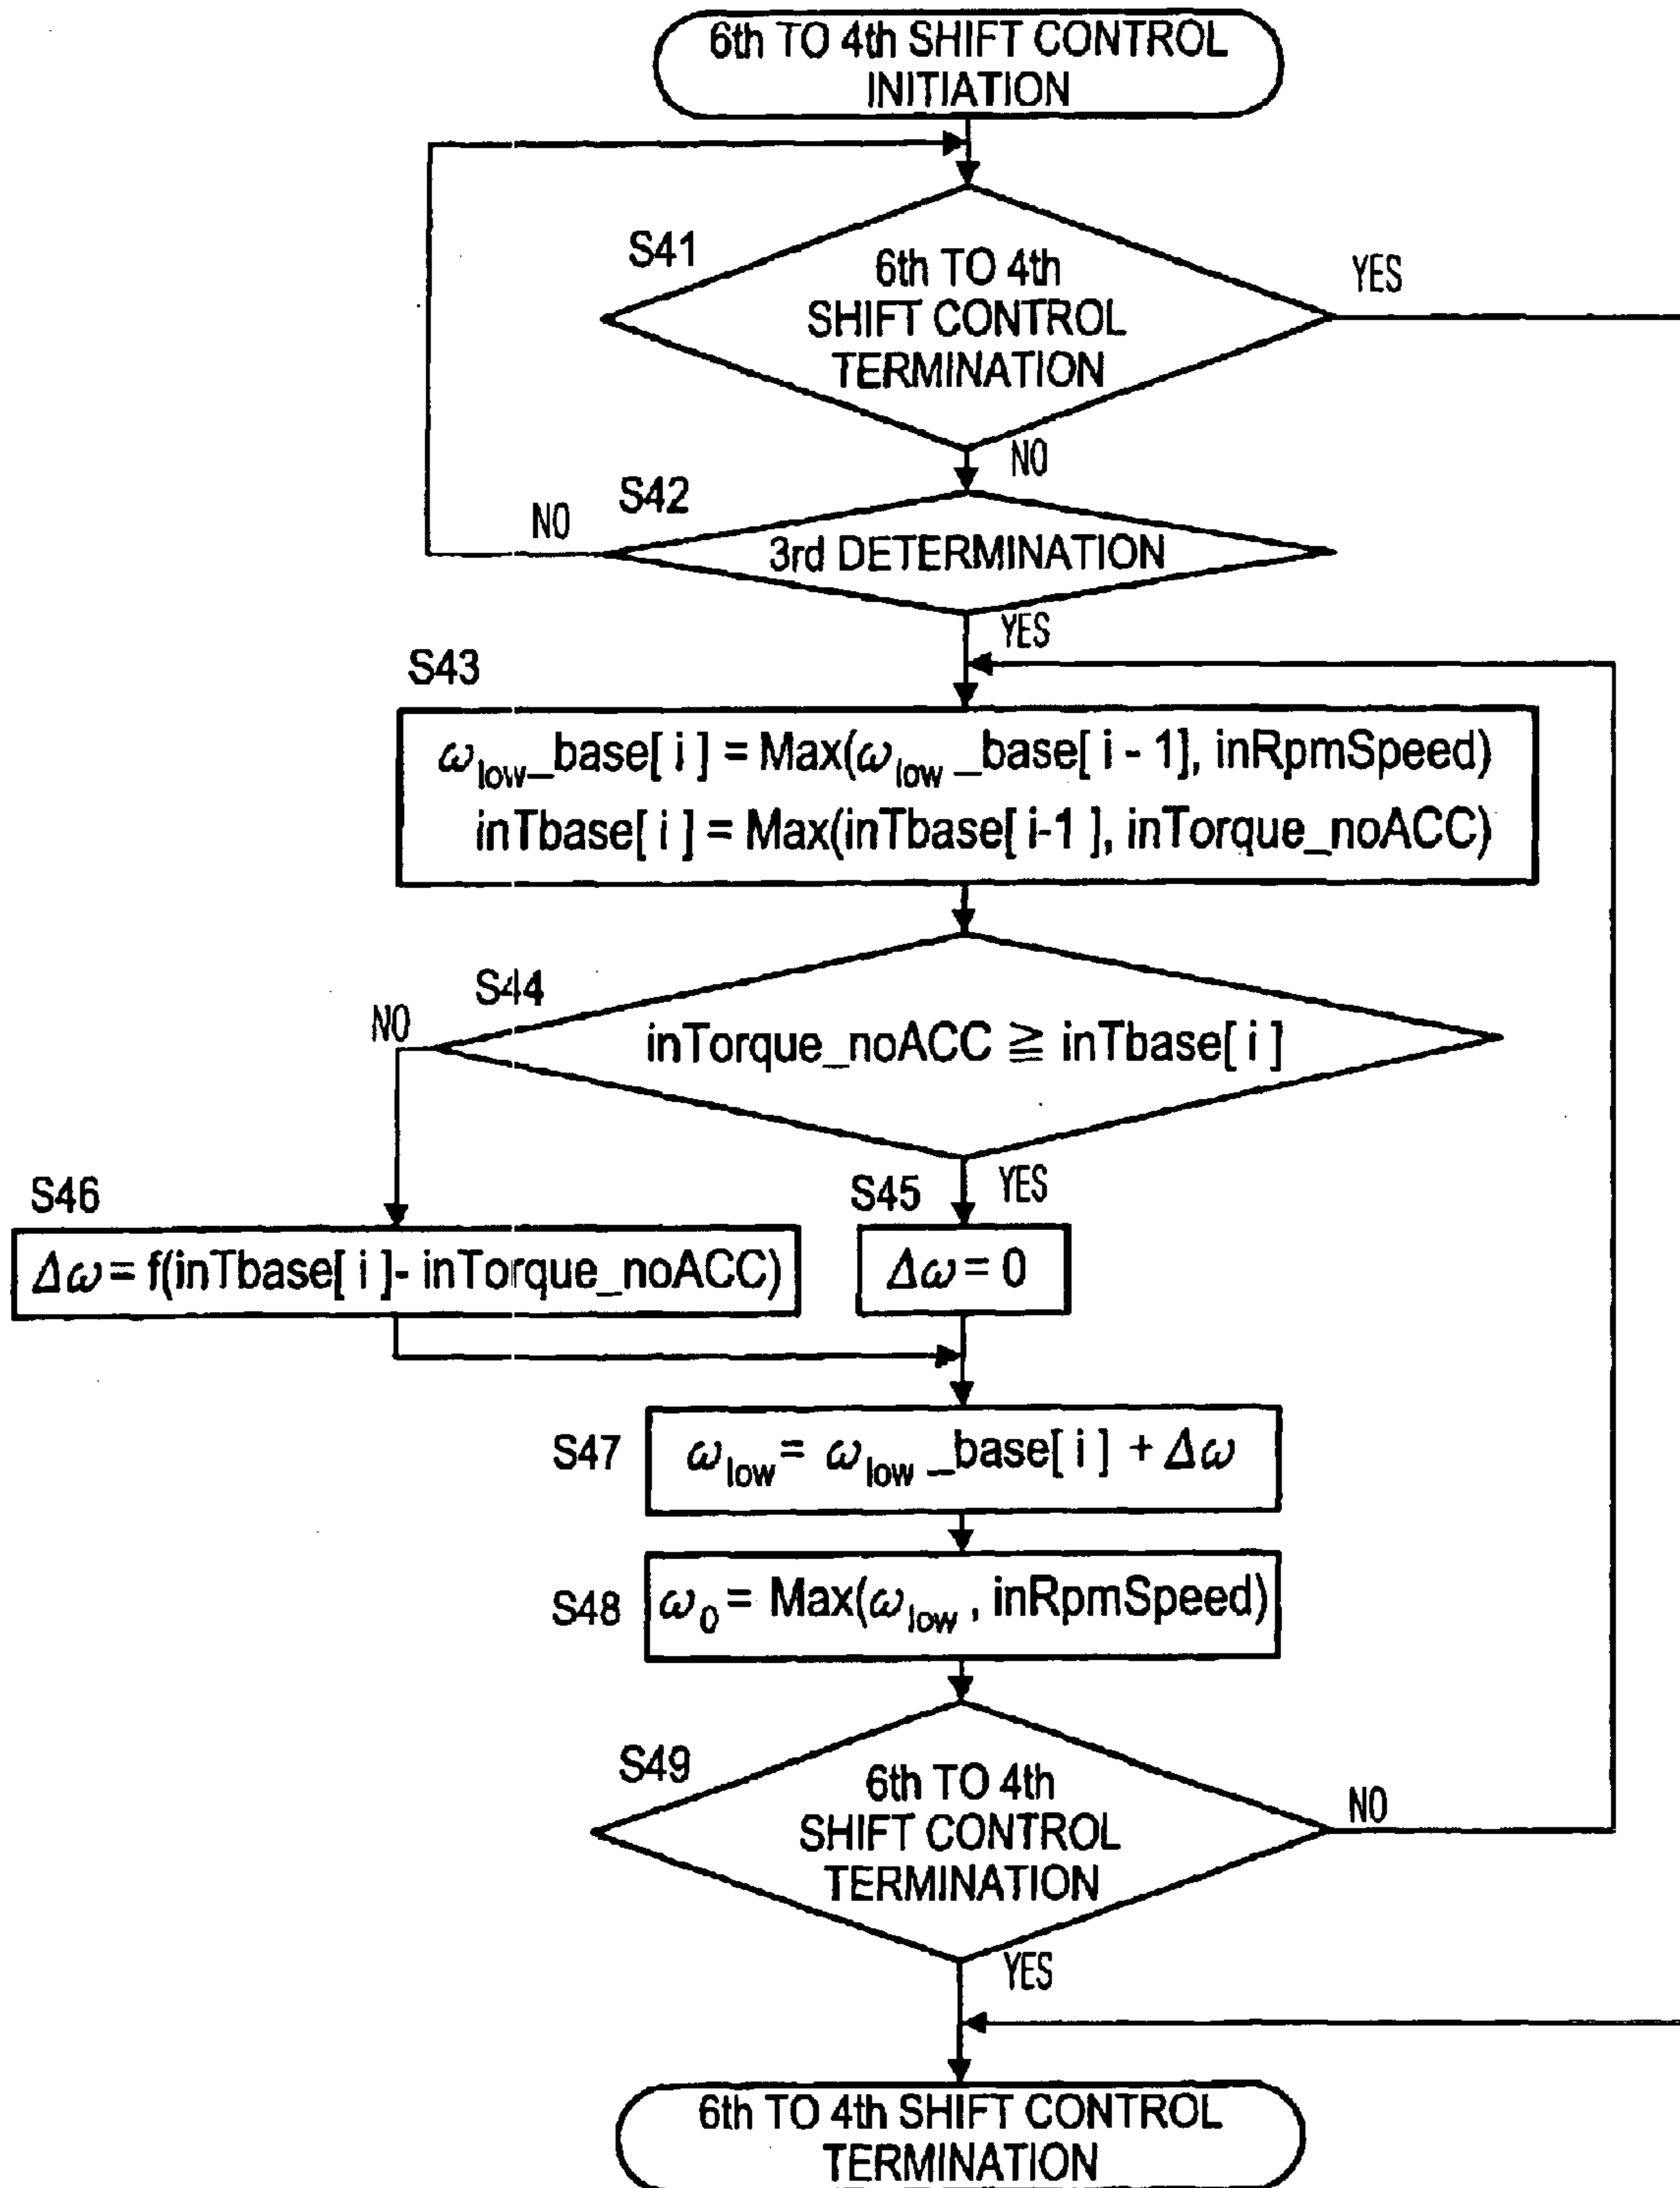 6th TO 4th SHIFT CONTROL
INITIATION
S41
6th TO 4th
SHIFT CONTROL
TERMINATION
YES
NO
S42
NO
3rd DETERMINATION
YES
S43
ω_low_base[ i ] = Max(ω_low_base[ i - 1], inRpmSpeed)
inTbase[ i ] = Max(inTbase[ i-1 ], inTorque_noACC)
S44
NO
inTorque_noACC ≧ inTbase[ i ]
YES
S46
S45
Δω = f(inTbase[ i ]- inTorque_noACC)
Δω = 0
S47
ω_low = ω_low_base[ i ] + Δω
S48
ω_0 = Max(ω_low , inRpmSpeed)
S49
6th TO 4th
SHIFT CONTROL
TERMINATION
NO
YES
6th TO 4th SHIFT CONTROL
TERMINATION